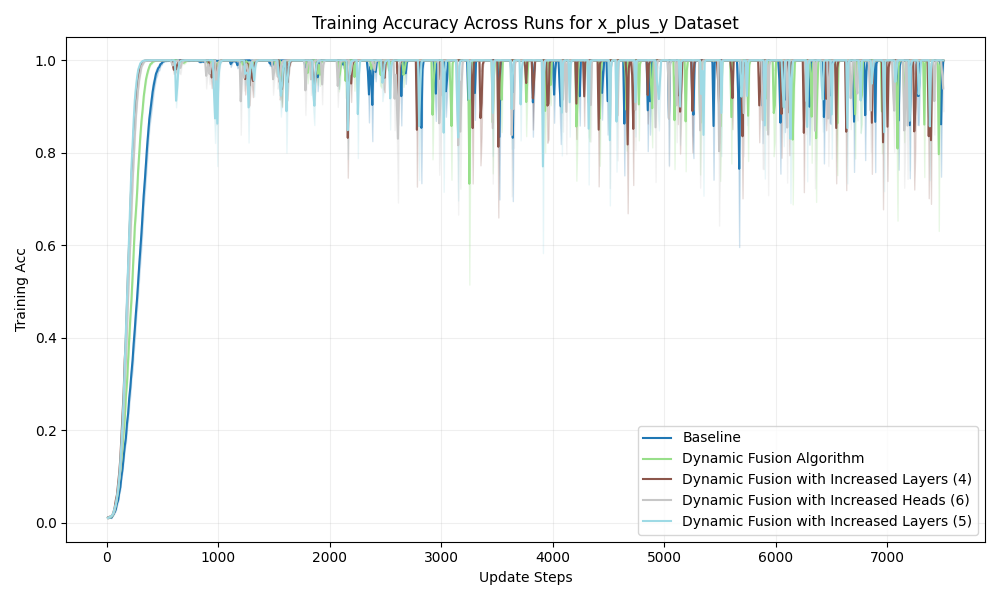 Training Accuracy Across Runs for x_plus_y Dataset
Training Acc
1.0
0.8
0.6
0.4
0.2
0.0
Baseline
Dynamic Fusion Algorithm
Dynamic Fusion with Increased Layers (4)
Dynamic Fusion with Increased Heads (6)
Dynamic Fusion with Increased Layers (5)
0 1000 2000 3000 4000 5000 6000 7000
Update Steps